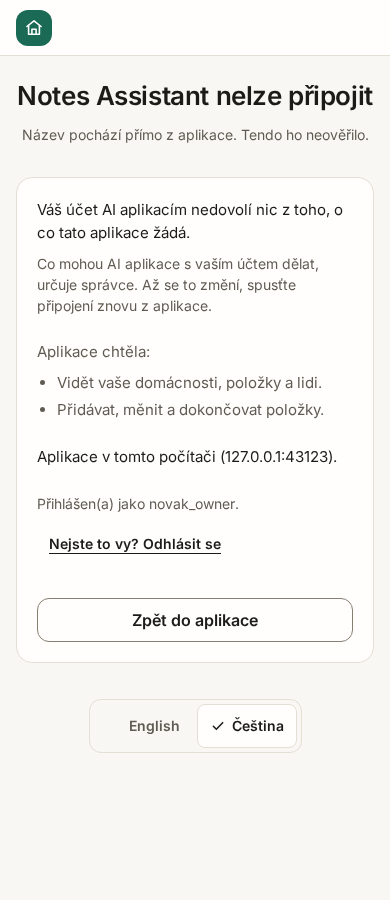 Notes Assistant nelze připojit
Název pochází přímo z aplikace. Tendo ho neověřilo.
Váš účet AI aplikacím nedovolí nic z toho, o
co tato aplikace žádá.
Co mohou AI aplikace s vaším účtem dělat,
určuje správce. Až se to změní, spusťte
připojení znovu z aplikace.
Aplikace chtěla:
• Vidět vaše domácnosti, položky a lidi.
• Přidávat, měnit a dokončovat položky.
Aplikace v tomto počítači (127.0.0.1:43123).
Přihlášen(a) jako novak_owner.
Nejste to vy? Odhlásit se
Zpět do aplikace
English
Čeština